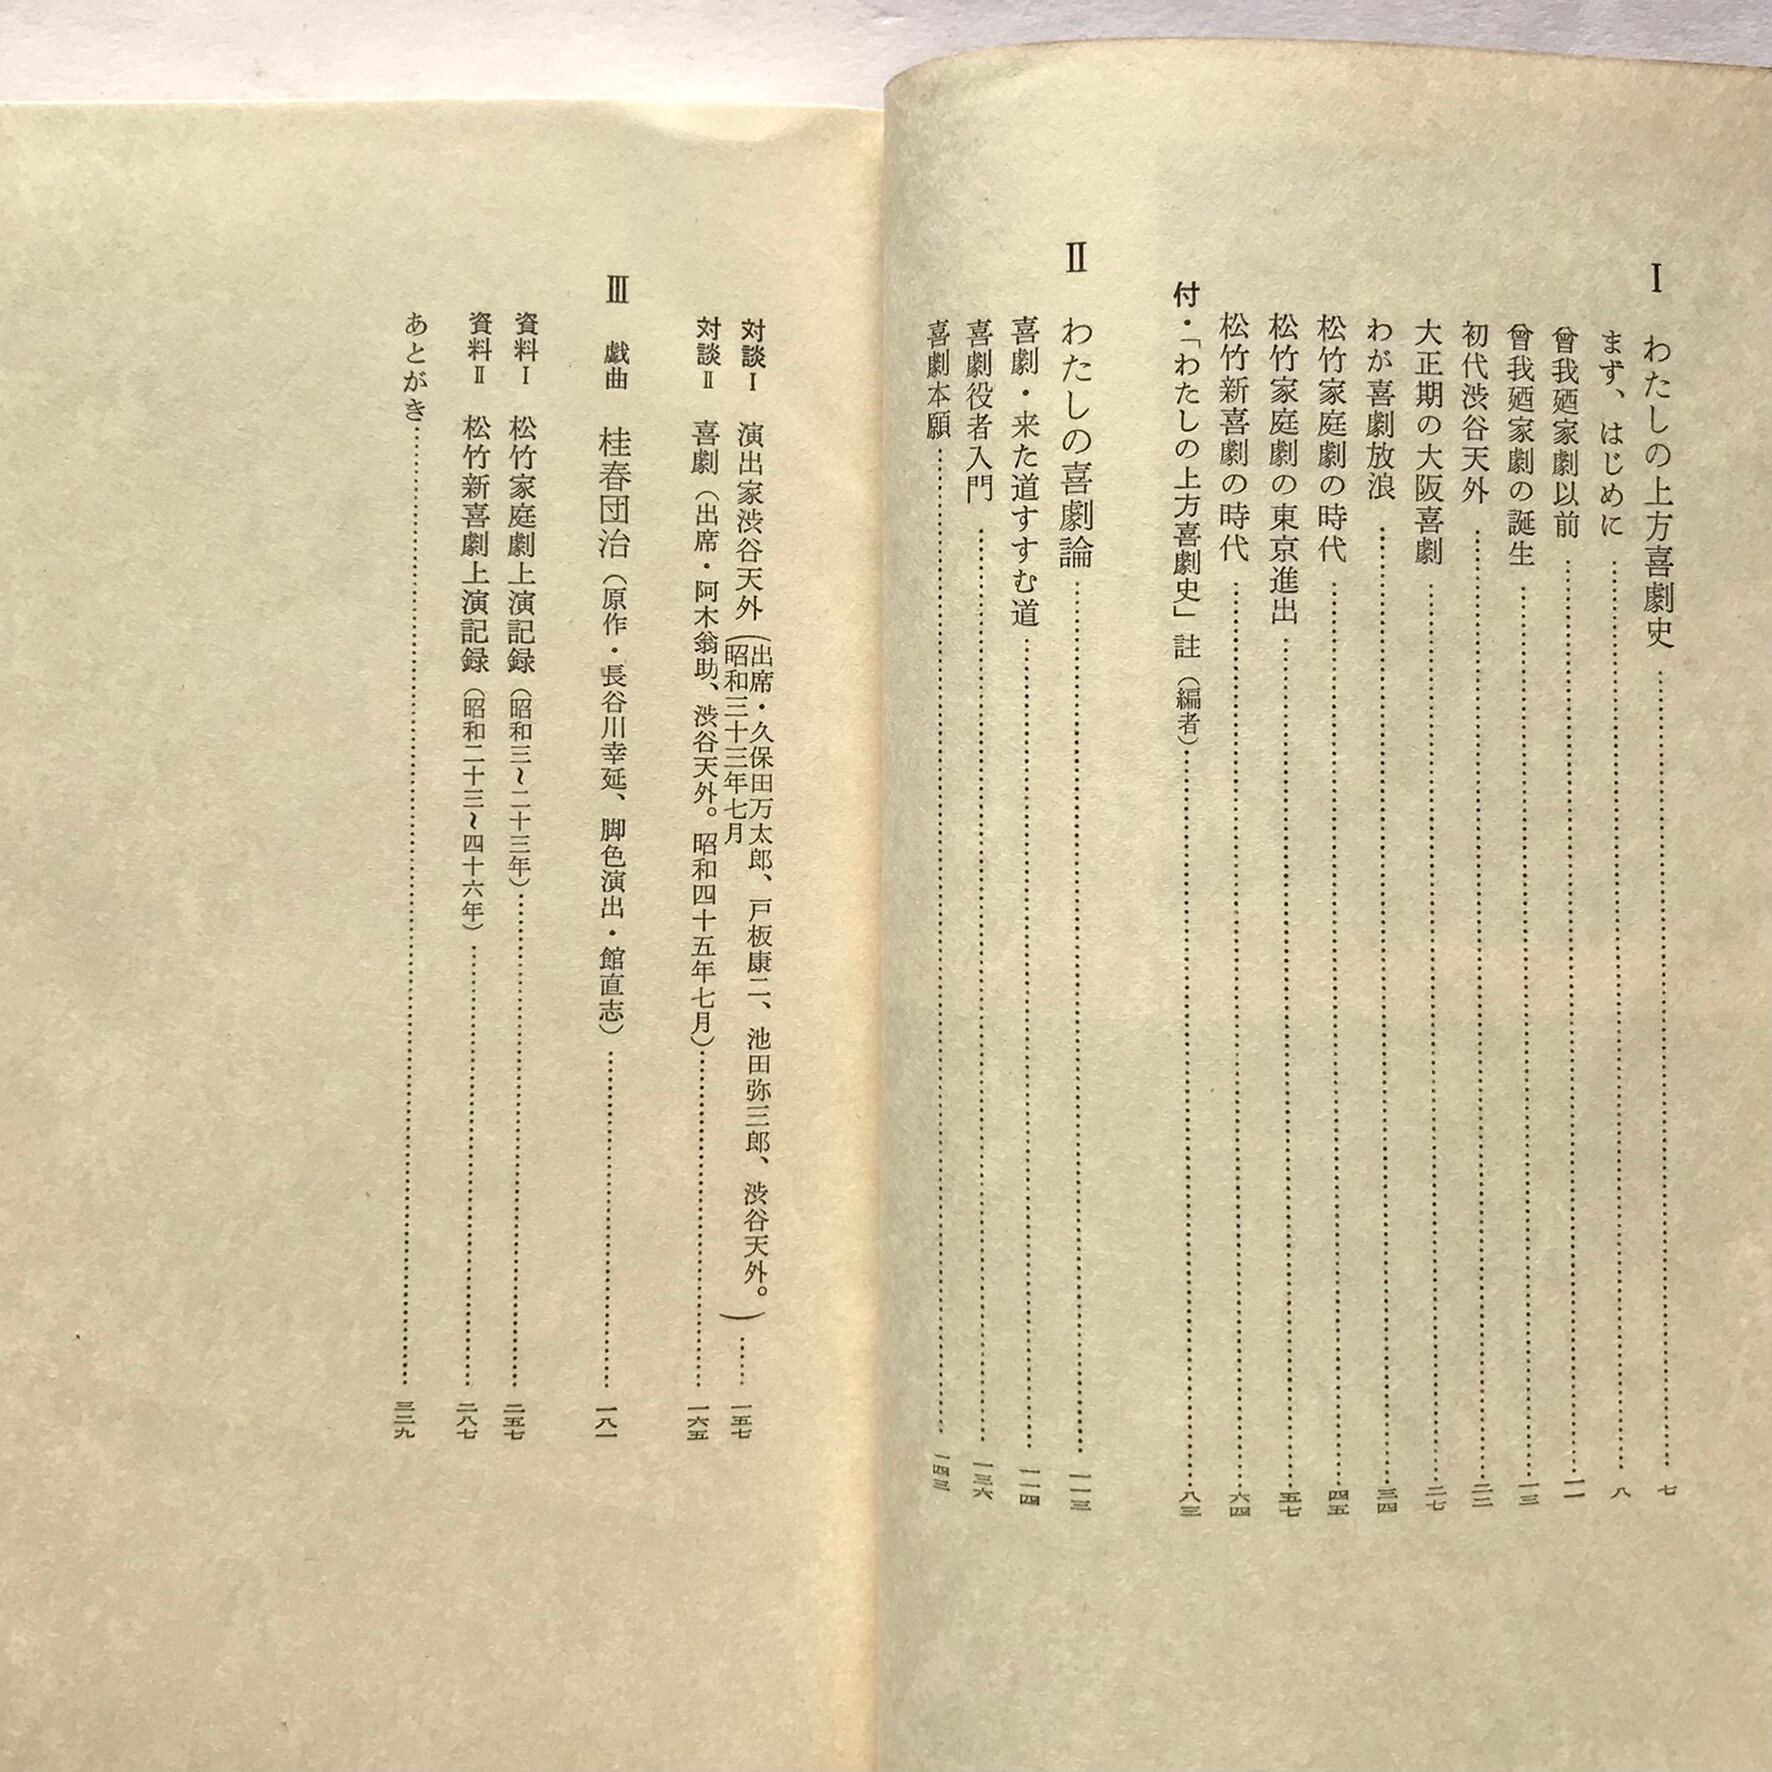 I わたしの上方喜劇史……七
まず、はじめに……八
曾我廼家劇以前……一一
曾我廼家劇の誕生……一三
初代渋谷天外……二二
大正期の大阪喜劇……二七
わが喜劇放浪……三四
松竹家庭劇の時代……四五
松竹家庭劇の東京進出……五七
松竹新喜劇の時代……六四
付・「わたしの上方喜劇史」註（編者）……八三
II わたしの喜劇論……一一三
喜劇・来た道すすむ道……一一四
喜劇役者入門……一三六
喜劇本願……一四三
対談I 演出家渋谷天外（出席・久保田万太郎、戸板康二、池田弥三郎、渋谷天外。
昭和三十三年七月）……一五七
対談II 喜劇（出席・阿木翁助、渋谷天外。昭和四十五年七月）……一六五
III 戯曲 桂春団治（原作・長谷川幸延、脚色演出・館直志）……一八一
資料I 松竹家庭劇上演記録（昭和三〜二十三年）……二五七
資料II 松竹新喜劇上演記録（昭和二十三〜四十六年）……二八七
あとがき……三二九